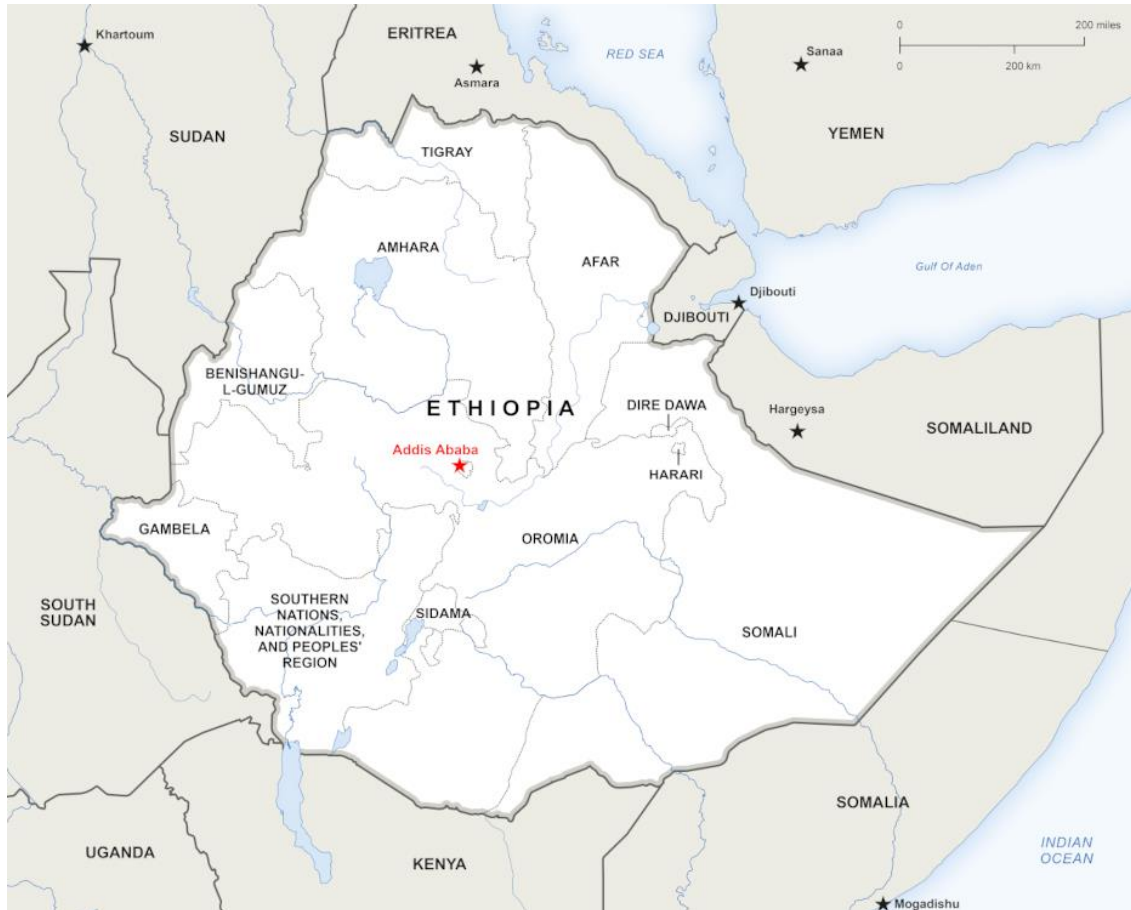 Khartoum
ERITREA
Asmara
RED SEA
Sanaa
0
200 miles
0
200 km
SUDAN
YEMEN
TIGRAY
AMHARA
AFAR
Gulf Of Aden
Djibouti
DJIBOUTI
BENISHANGU-
L-GUMUZ
ETHIOPIA
DIRE DAWA
Hargeysa
SOMALILAND
Addis Ababa
HARARI
GAMBELA
OROMIA
SOUTH
SUDAN
SOUTHERN
NATIONS,
NATIONALITIES,
AND PEOPLES'
REGION
SIDAMA
SOMALI
SOMALIA
UGANDA
KENYA
INDIAN
OCEAN
Mogadishu